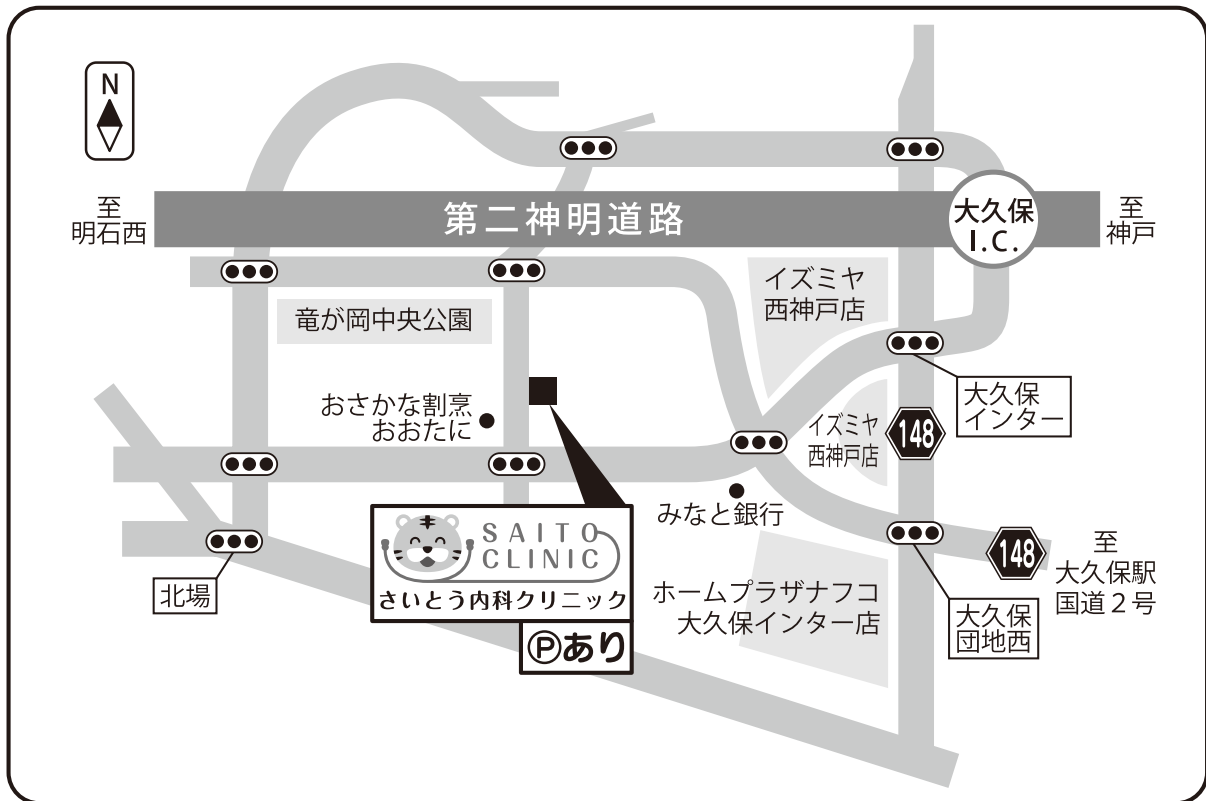 N
至
明石西
第二神明道路
大久保
I.C.
至
神戸
イズミヤ
西神戸店
竜が岡中央公園
大久保
インター
おさかな割烹
おおたに
イズミヤ
西神戸店
148
みなと銀行
SAITO
CLINIC
さいとう内科クリニック
Ⓟあり
北場
ホームプラザナフコ
大久保インター店
大久保
団地西
148
至
大久保駅
国道2号